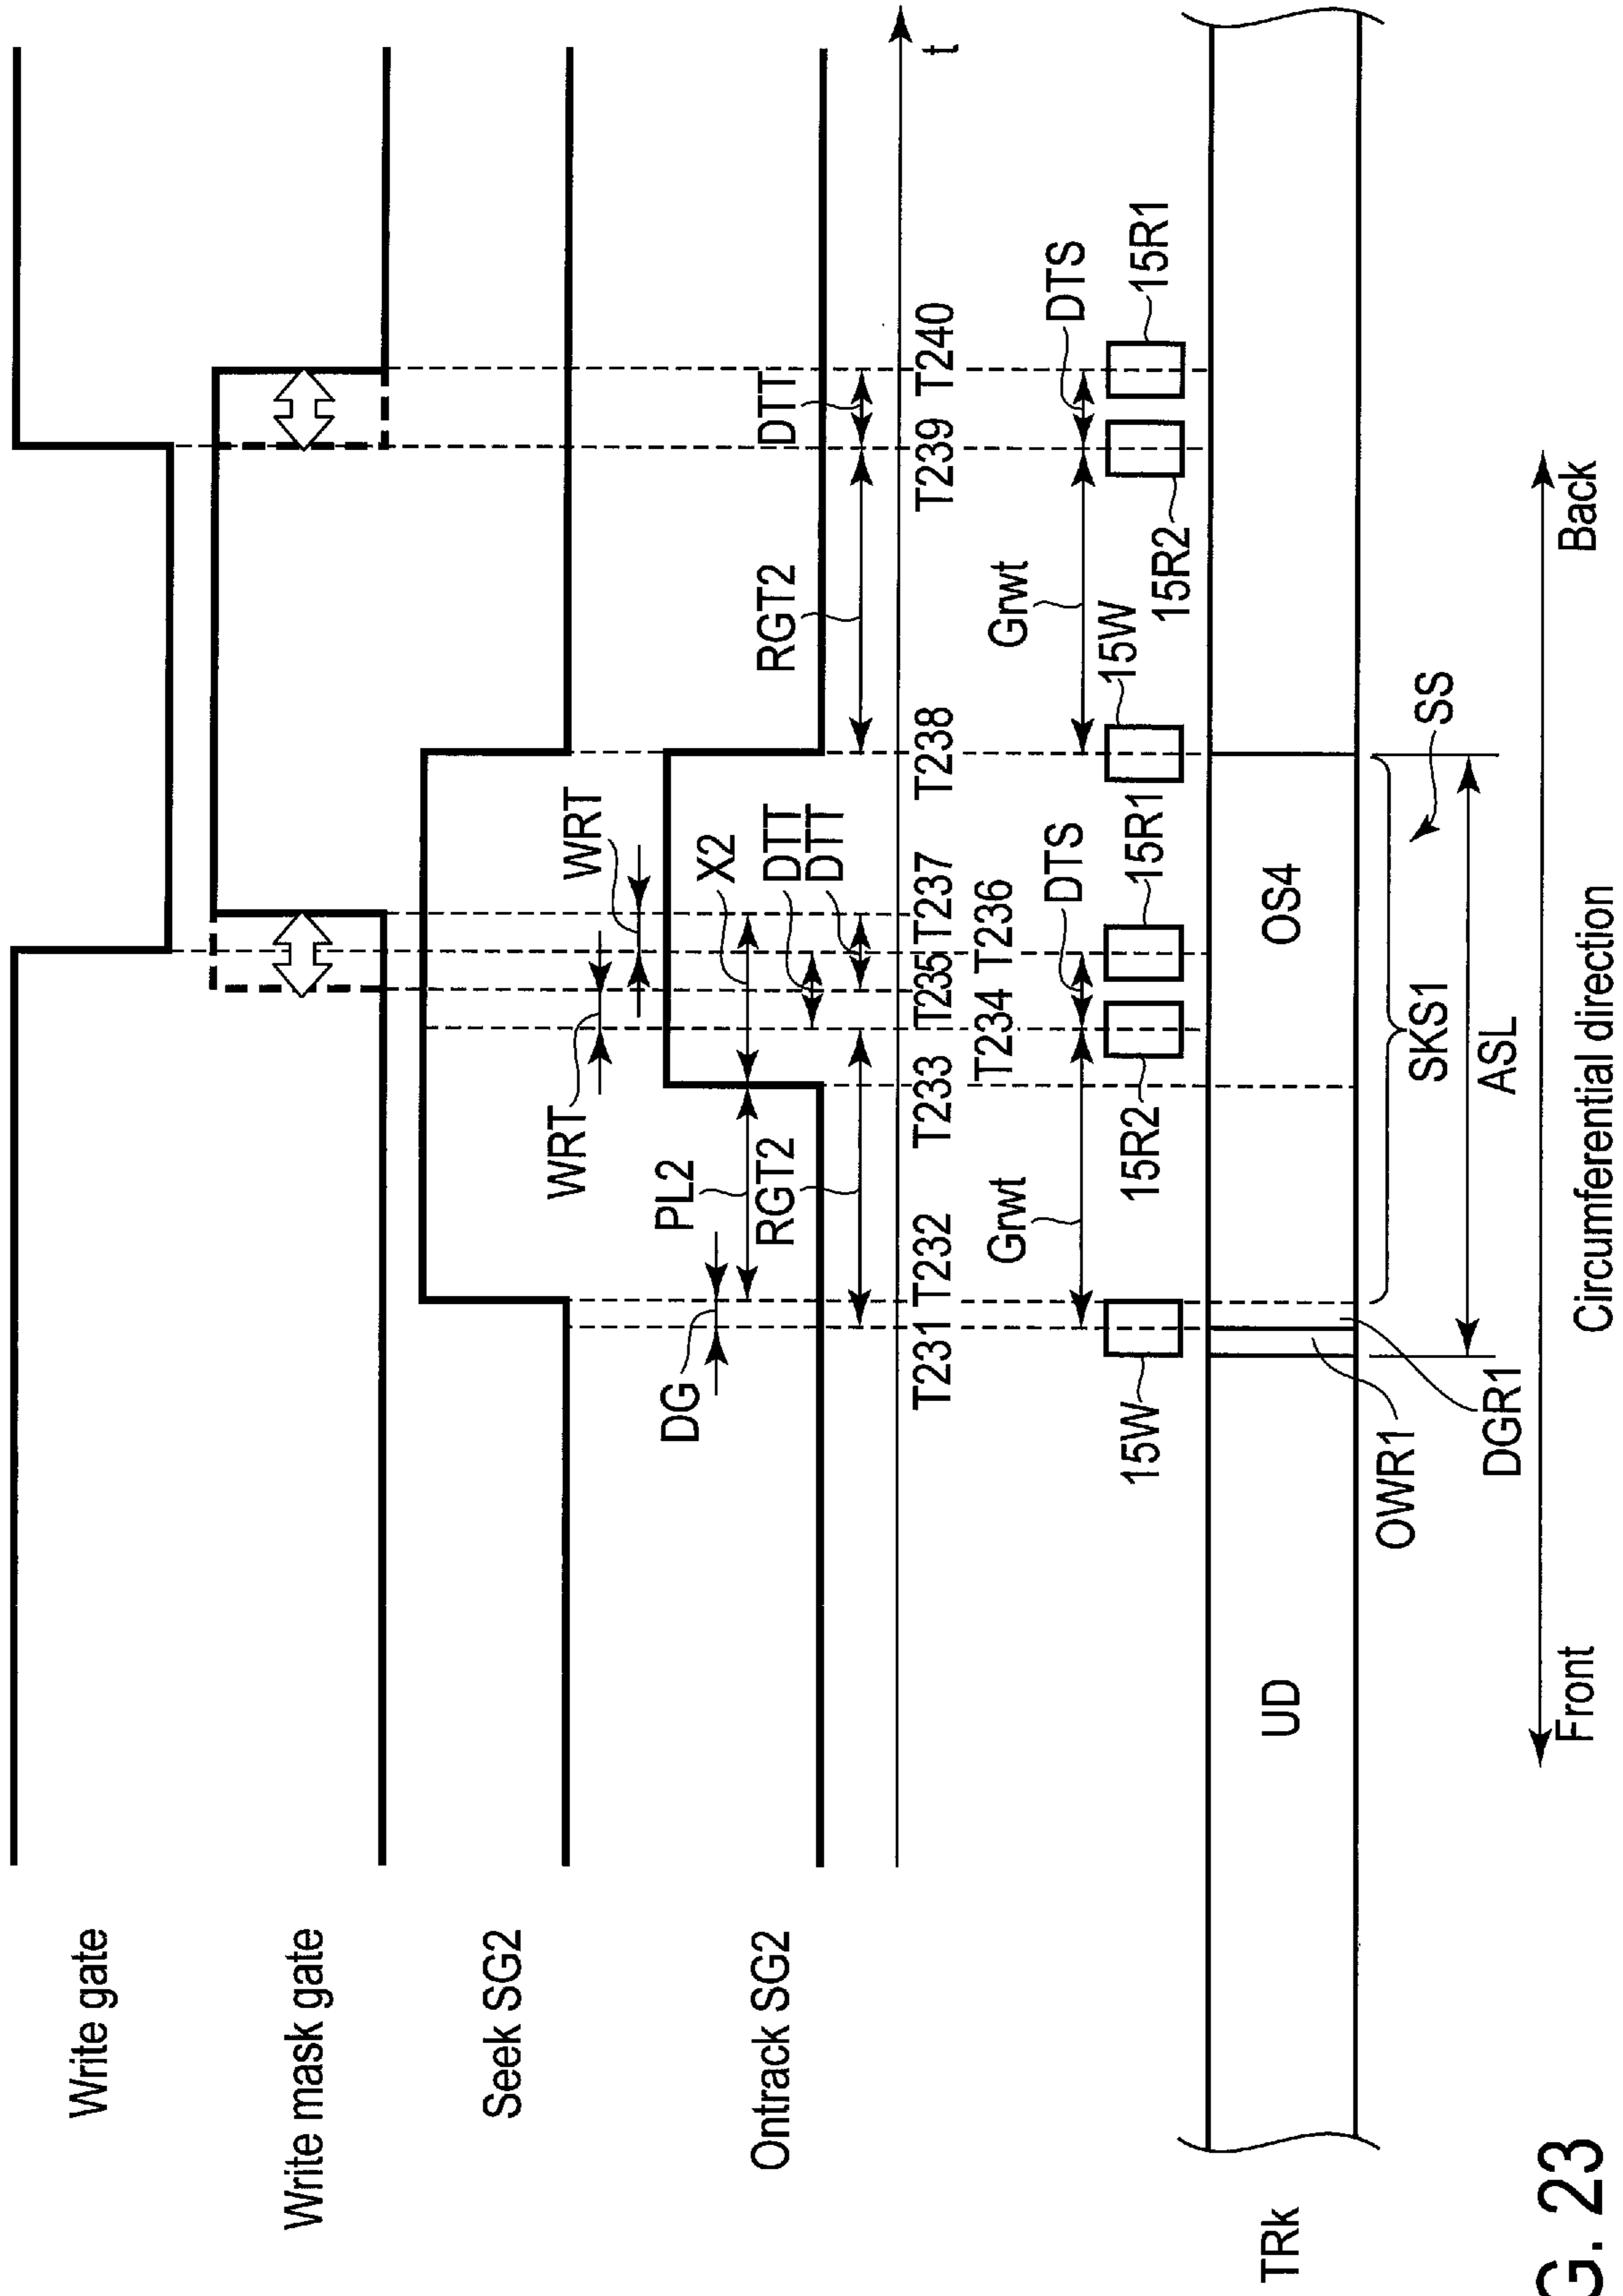 Write gate
Write mask gate
Seek SG2
WRT
WRT
Ontrack SG2
DG
PL2
X2
RGT2
DTT
DTT
RGT2
DTT
t
T231
T232
T233
T234
T235
T236
T237
T238
T239
T240
Grwt
DTS
Grwt
DTS
15W
15R2
15R1
15W
15R2
15R1
TRk
UD
OS4
OWR1
DGR1
SKS1
SS
ASL
Front
Back
Circumferential direction
G. 23